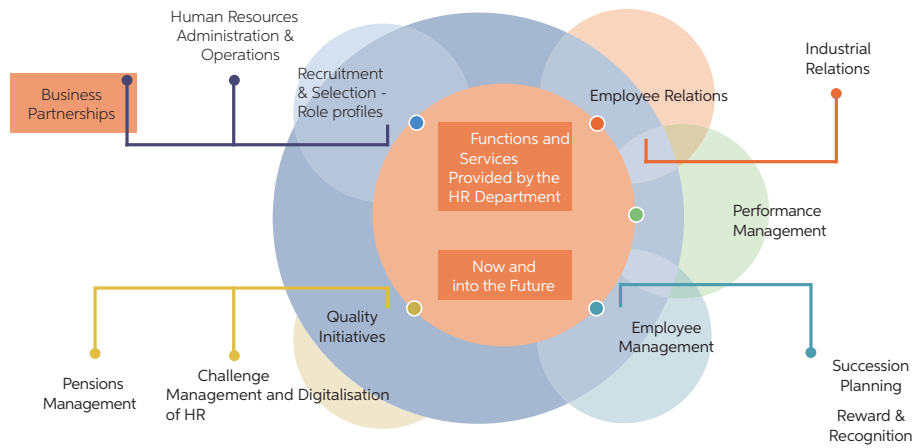 Human Resources
Administration &
Operations
Business
Partnerships
Recruitment
& Selection -
Role profiles
Employee Relations
Industrial
Relations
Functions and
Services
Provided by the
HR Department
Performance
Management
Now and
into the Future
Quality
Initiatives
Employee
Management
Pensions
Management
Challenge
Management and Digitalisation
of HR
Succession
Planning
Reward &
Recognition